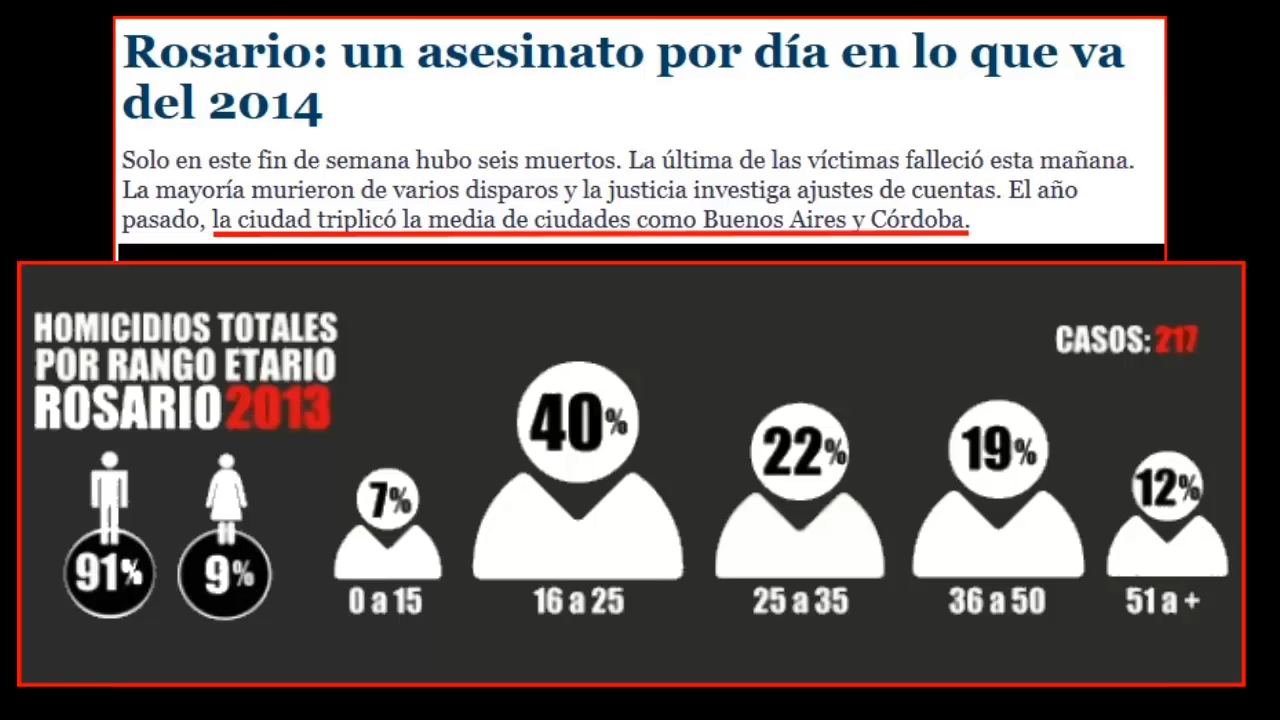 Rosario: un asesinato por día en lo que va
del 2014
Solo en este fin de semana hubo seis muertos. La última de las víctimas falleció esta mañana.
La mayoría murieron de varios disparos y la justicia investiga ajustes de cuentas. El año
pasado, la ciudad triplicó la media de ciudades como Buenos Aires y Córdoba.
HOMICIDIOS TOTALES
POR RANGO ETARIO
ROSARIO 2013
CASOS: 217
91%
9%
7%
40%
22%
19%
12%
0 a 15
16 a 25
25 a 35
36 a 50
51 a +